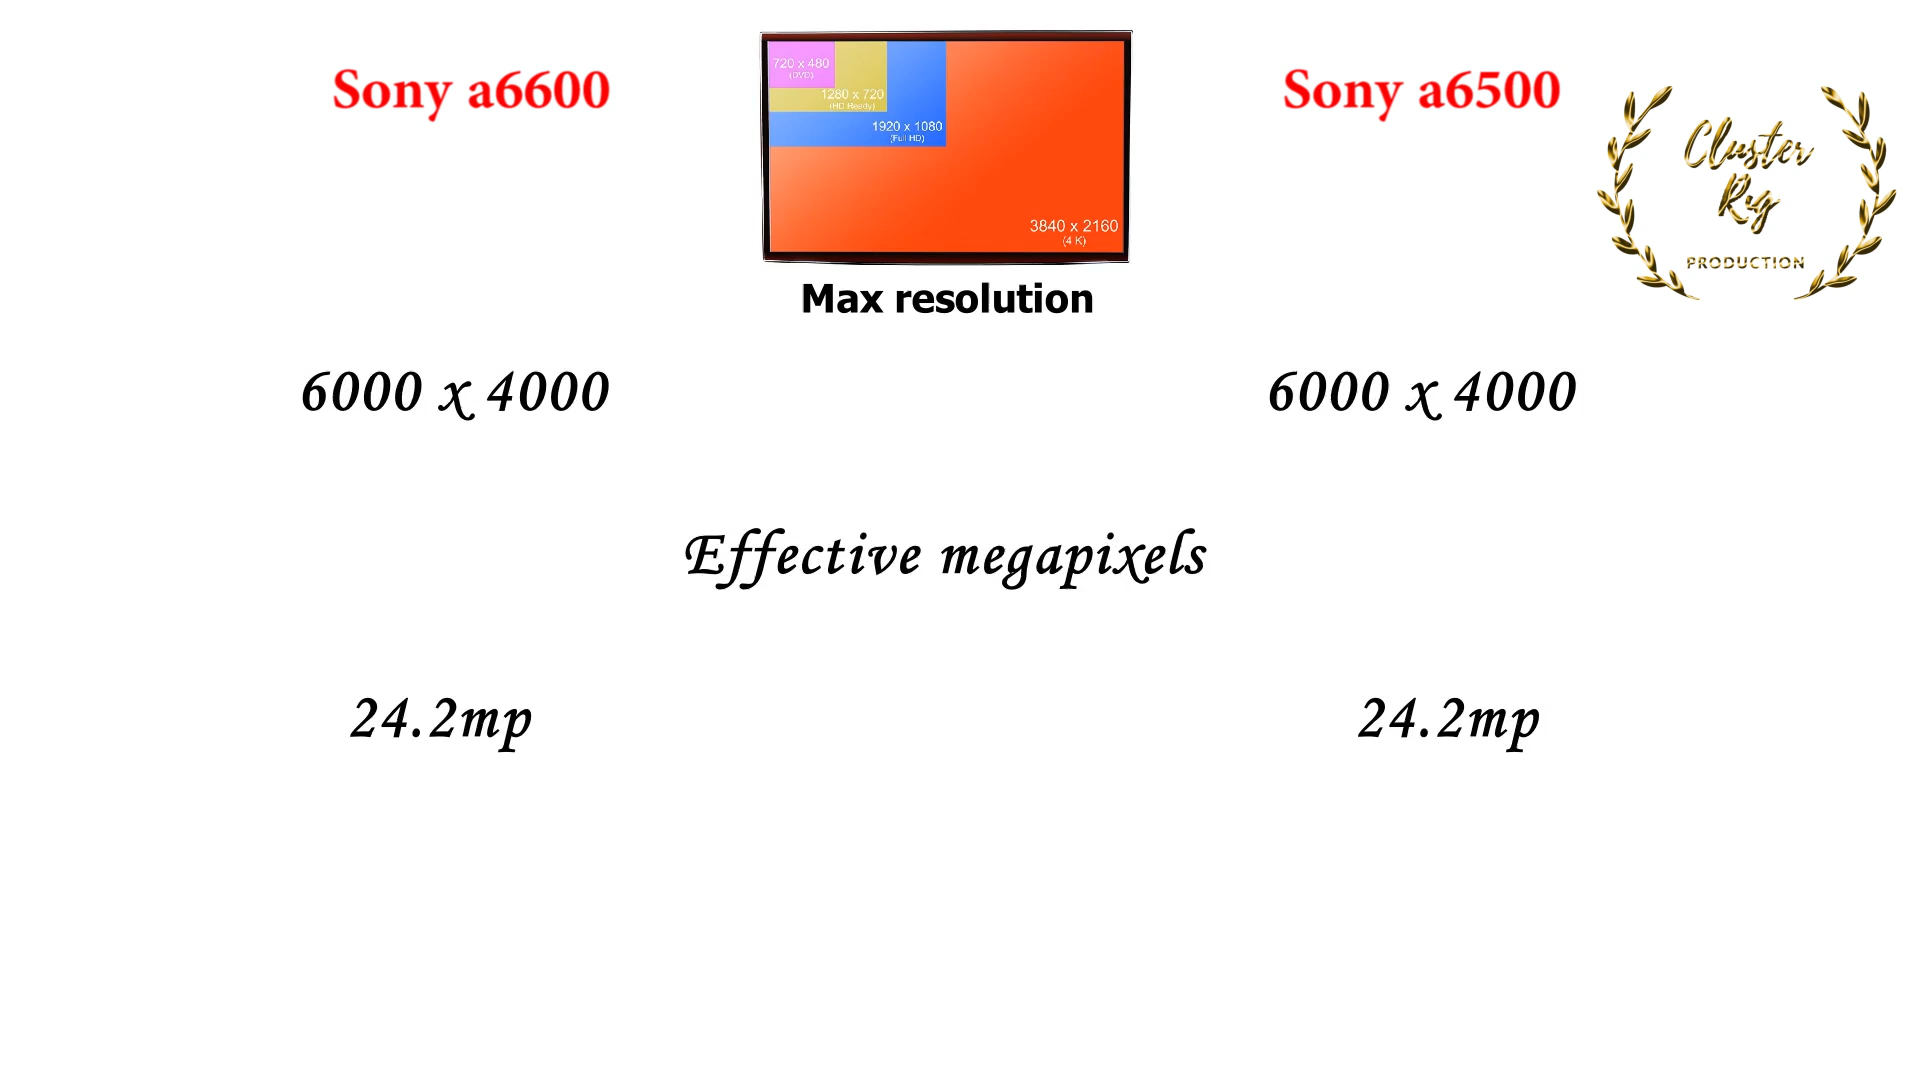 Sony a6600
Sony a6500
720 x 480
(DVD)
1280 x 720
(HD Ready)
1920 x 1080
(Full HD)
3840 x 2160
(4 K)
Cluster
Rig
PRODUCTION
Max resolution
6000 x 4000
6000 x 4000
Effective megapixels
24.2mp
24.2mp